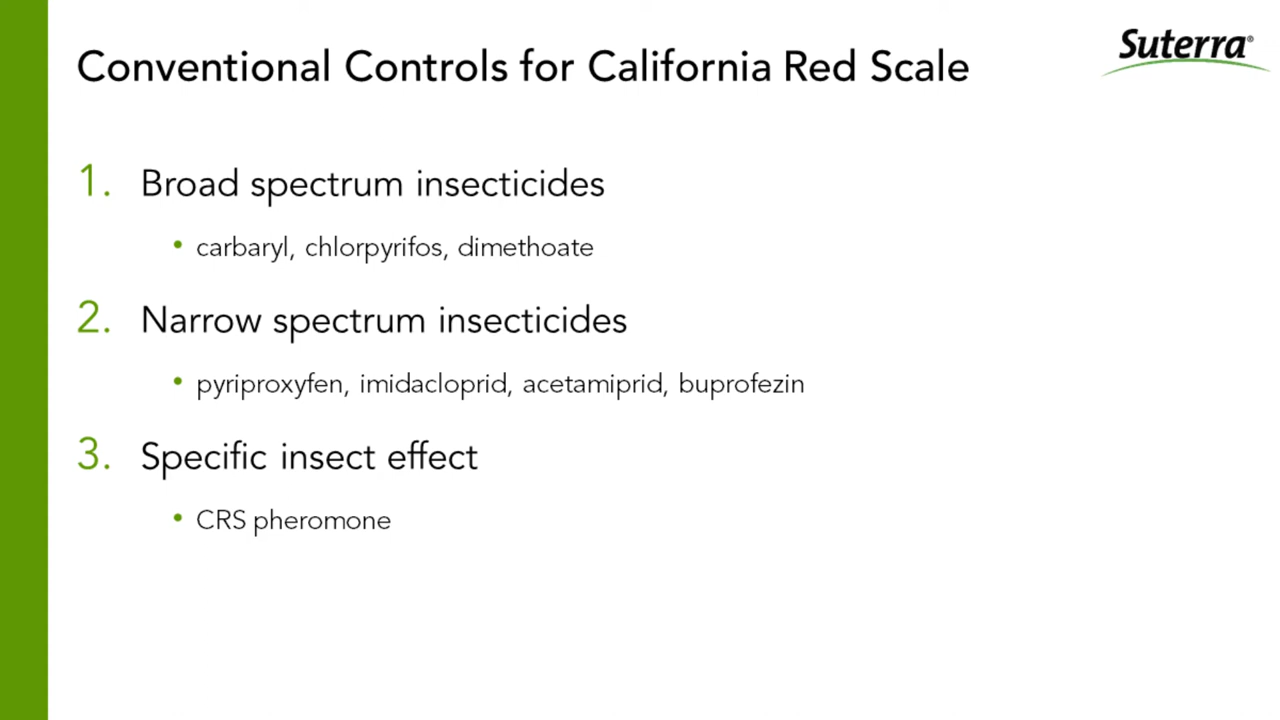 Conventional Controls for California Red Scale
Suterra®
1. Broad spectrum insecticides
• carbaryl, chlorpyrifos, dimethoate
2. Narrow spectrum insecticides
• pyriproxyfen, imidacloprid, acetamiprid, buprofezin
3. Specific insect effect
• CRS pheromone